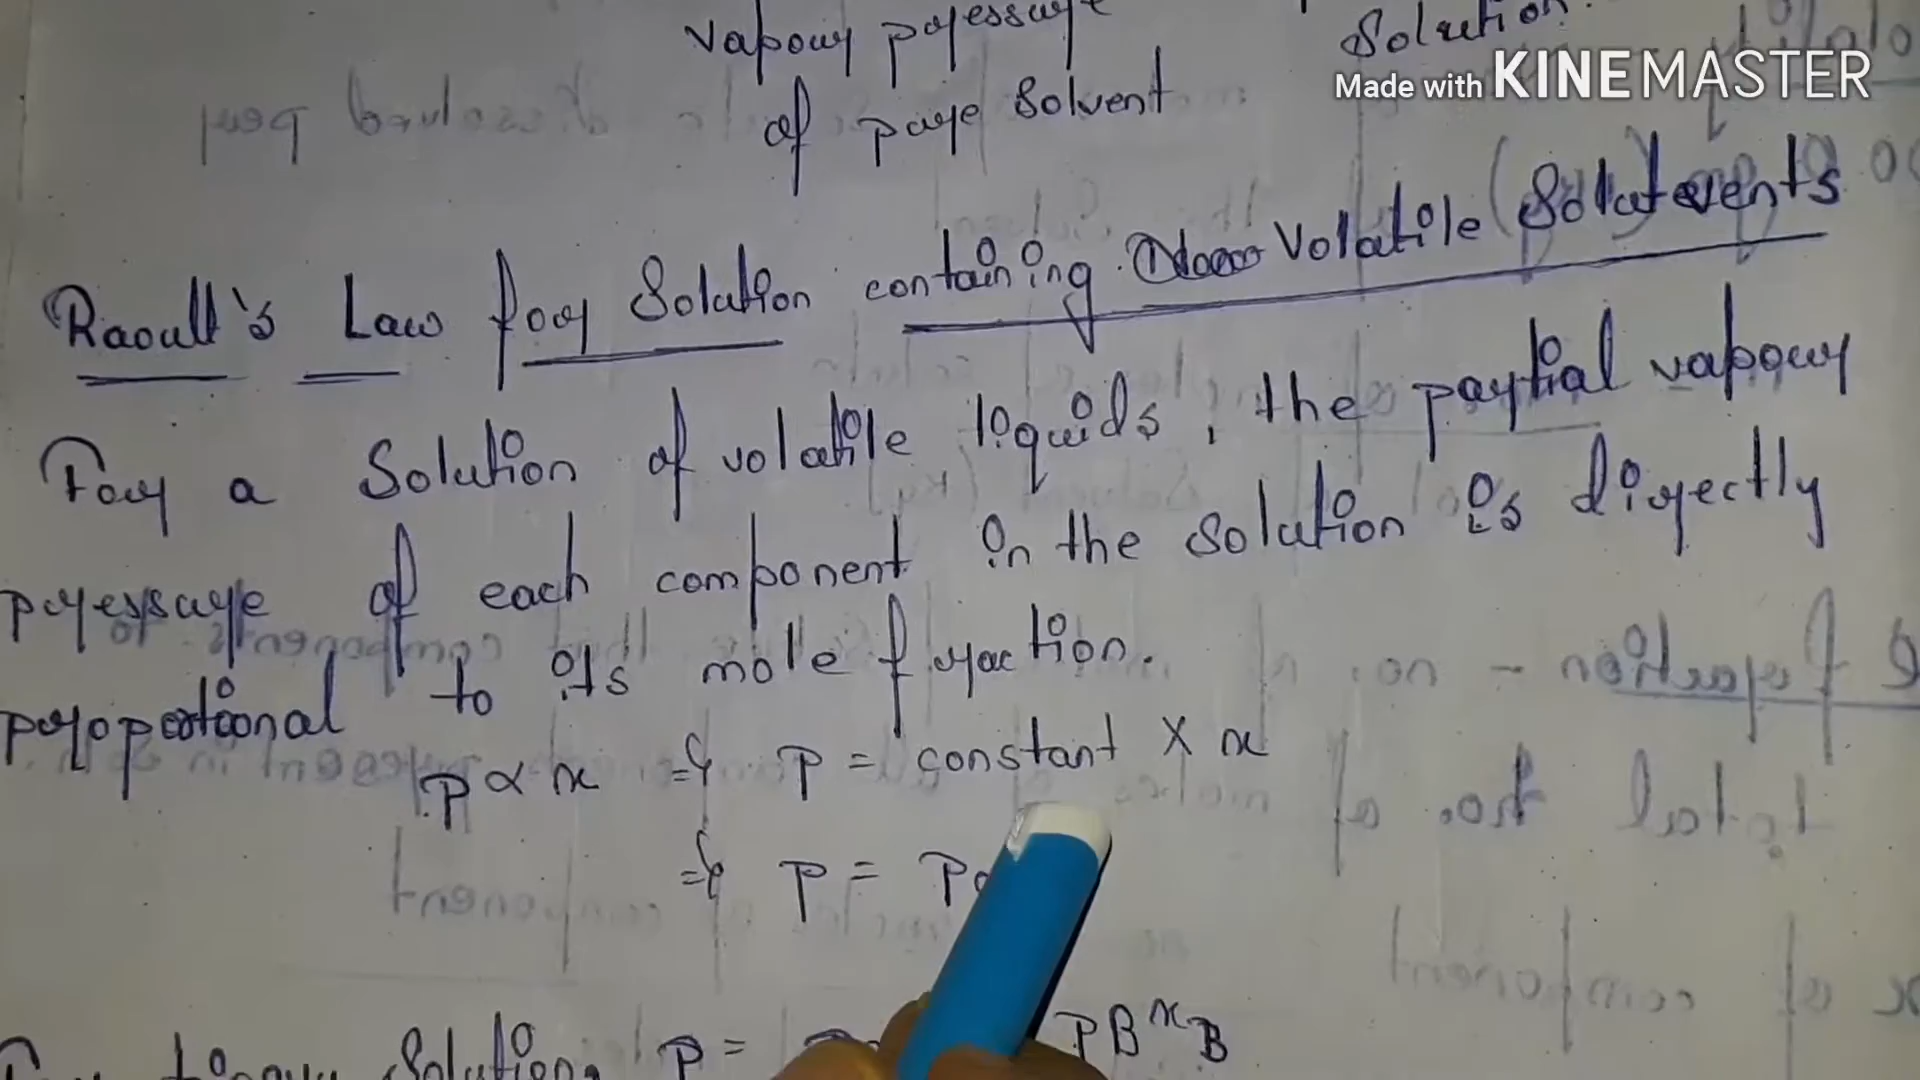 Vapour pressure Solution.
of pure Solvent
Made with KINEMASTER
Raoult's Law for Solution containing Volatile Solvents
For a Solution of volatile liquids, the partial vapour
pressure of each component in the solution is directly
proportional to its mole fraction.
P ∝ x => P = constant × x
=> P =
Solution, P = PB xB